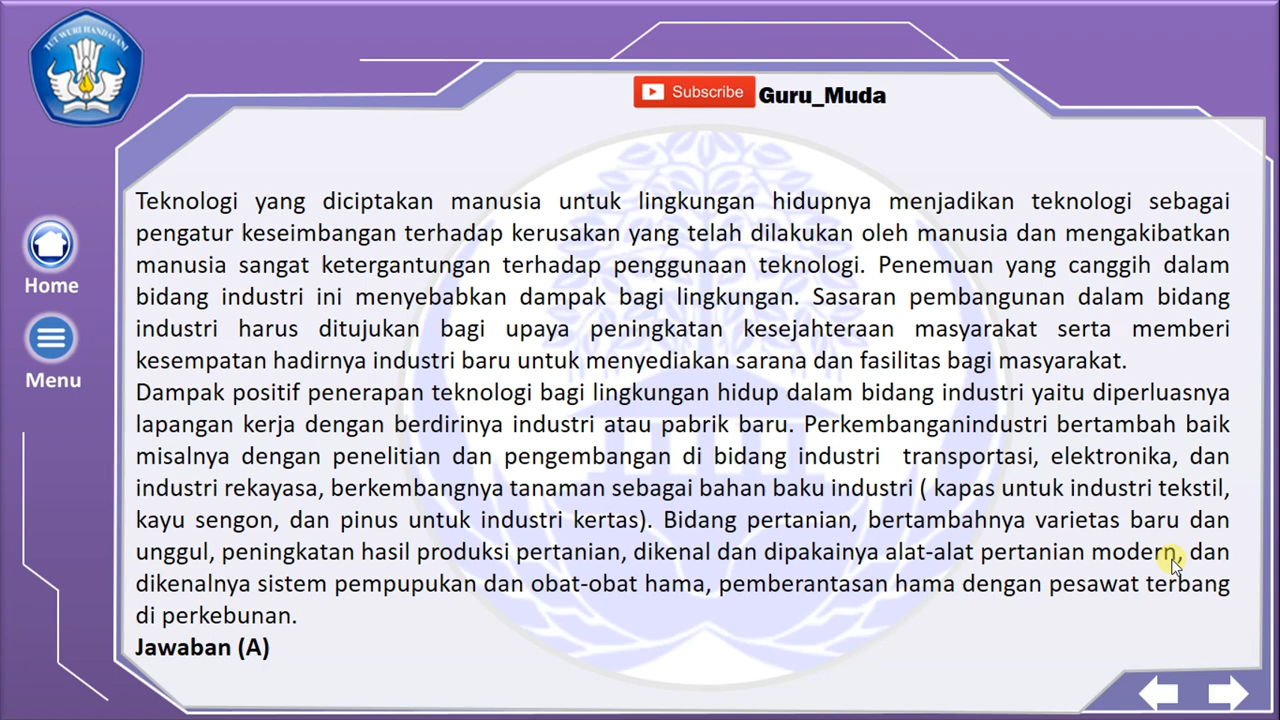 TUT WURI HANDAYANI
Subscribe Guru_Muda
Teknologi yang diciptakan manusia untuk lingkungan hidupnya menjadikan teknologi sebagai
pengatur keseimbangan terhadap kerusakan yang telah dilakukan oleh manusia dan mengakibatkan
manusia sangat ketergantungan terhadap penggunaan teknologi. Penemuan yang canggih dalam
bidang industri ini menyebabkan dampak bagi lingkungan. Sasaran pembangunan dalam bidang
industri harus ditujukan bagi upaya peningkatan kesejahteraan masyarakat serta memberi
kesempatan hadirnya industri baru untuk menyediakan sarana dan fasilitas bagi masyarakat.
Dampak positif penerapan teknologi bagi lingkungan hidup dalam bidang industri yaitu diperluasnya
lapangan kerja dengan berdirinya industri atau pabrik baru. Perkembanganindustri bertambah baik
misalnya dengan penelitian dan pengembangan di bidang industri transportasi, elektronika, dan
industri rekayasa, berkembangnya tanaman sebagai bahan baku industri ( kapas untuk industri tekstil,
kayu sengon, dan pinus untuk industri kertas). Bidang pertanian, bertambahnya varietas baru dan
unggul, peningkatan hasil produksi pertanian, dikenal dan dipakainya alat-alat pertanian modern, dan
dikenalnya sistem pempupukan dan obat-obat hama, pemberantasan hama dengan pesawat terbang
di perkebunan.
Jawaban (A)
Home
Menu